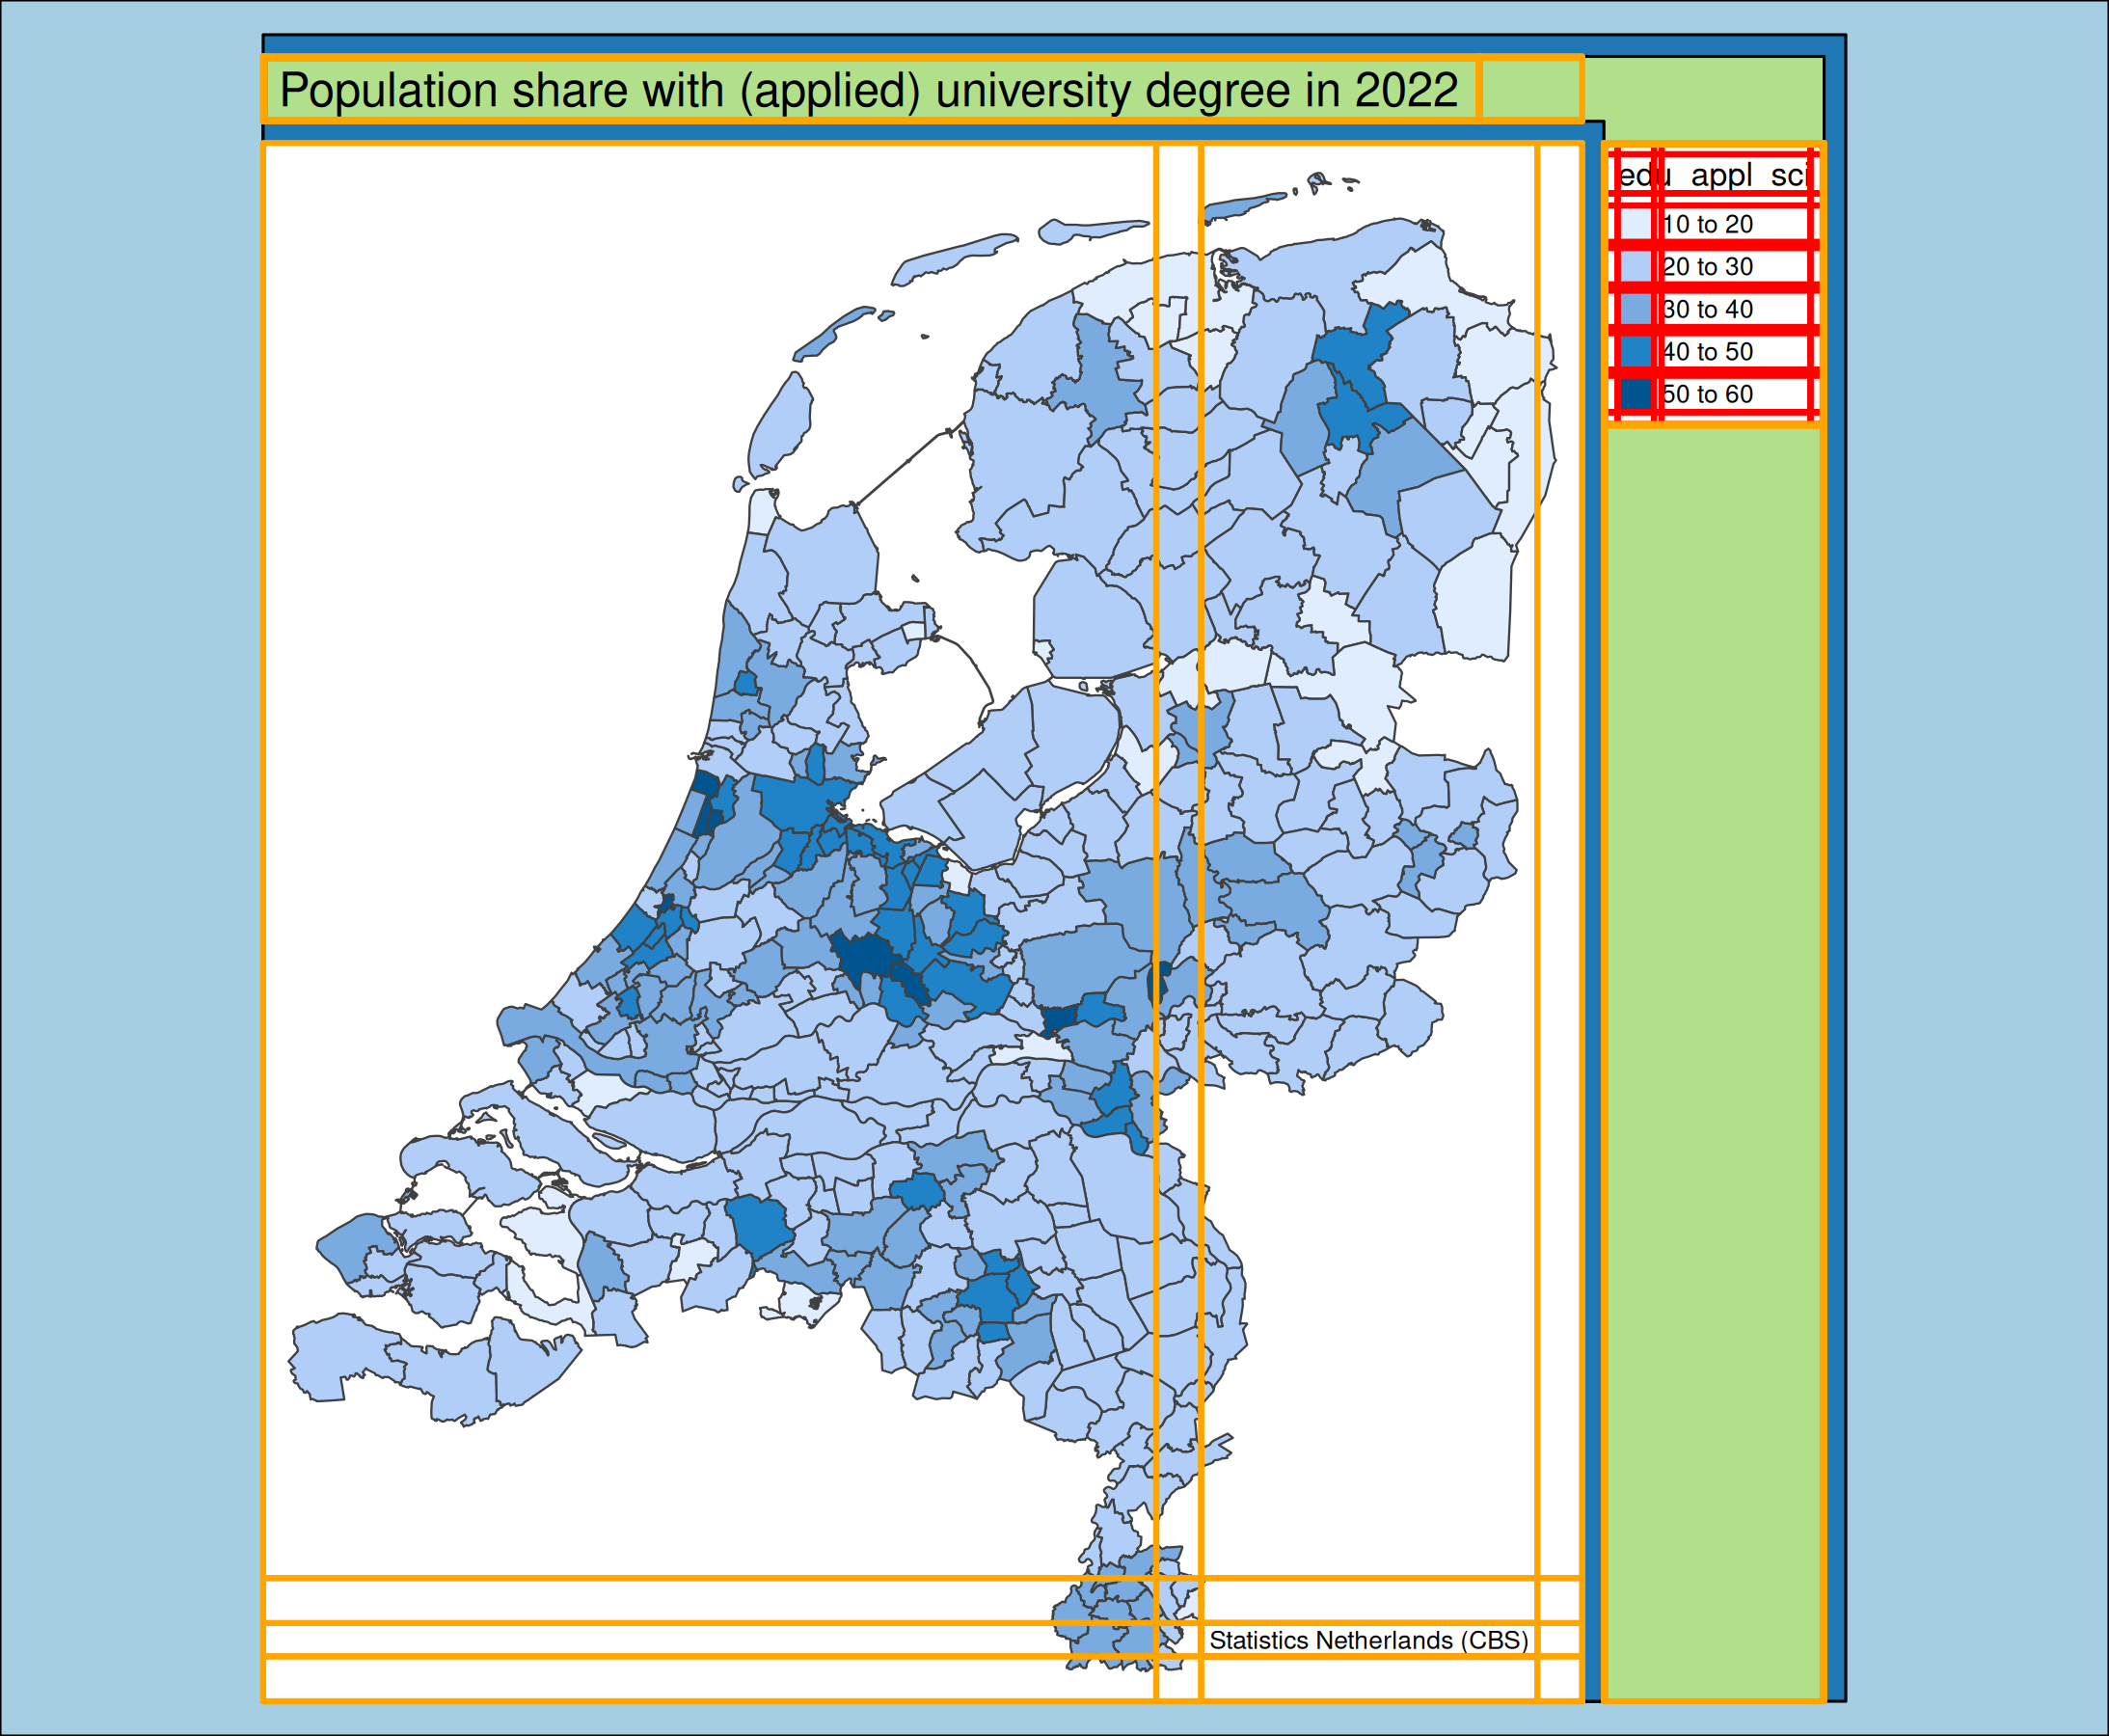 Population share with (applied) university degree in 2022
edu appl sci
10 to 20
20 to 30
30 to 40
40 to 50
50 to 60
Statistics Netherlands (CBS)